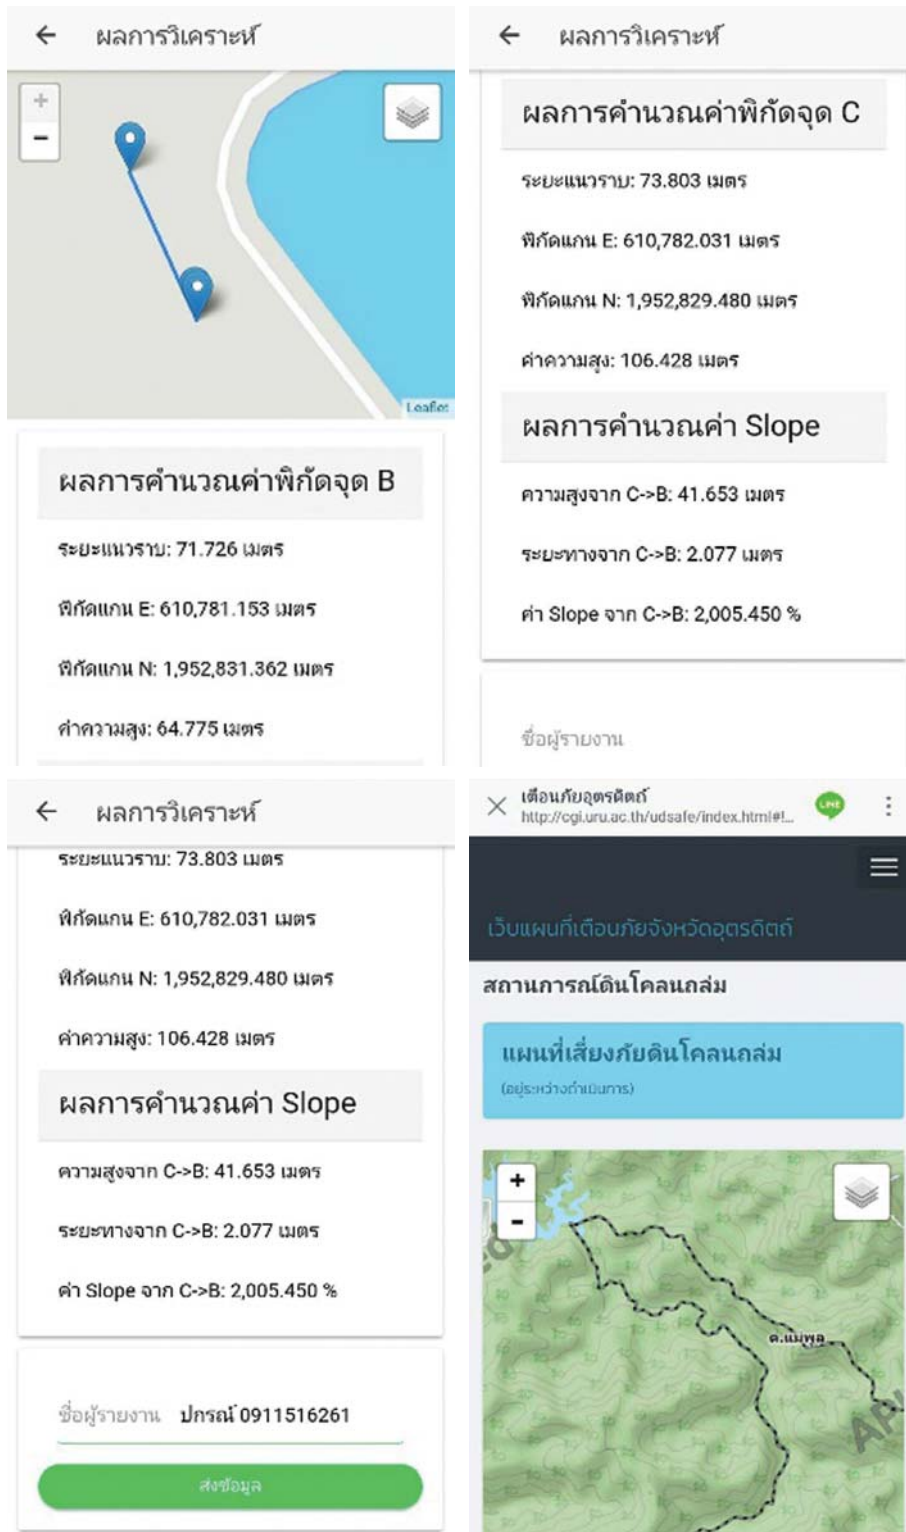 ผลการวิเคราะห์
+
-
Leaflet
ผลการคำนวณค่าพิกัดจุด B
ระยะแนวราบ: 71.726 เมตร
พิกัดแกน E: 610,781.153 เมตร
พิกัดแกน N: 1,952,831.362 เมตร
ค่าความสูง: 64.775 เมตร
ผลการวิเคราะห์
ผลการคำนวณค่าพิกัดจุด C
ระยะแนวราบ: 73.803 เมตร
พิกัดแกน E: 610,782.031 เมตร
พิกัดแกน N: 1,952,829.480 เมตร
ค่าความสูง: 106.428 เมตร
ผลการคำนวณค่า Slope
ความสูงจาก C->B: 41.653 เมตร
ระยะทางจาก C->B: 2.077 เมตร
ค่า Slope จาก C->B: 2,005.450 %
ชื่อผู้รายงาน
ผลการวิเคราะห์
ระยะแนวราบ: 73.803 เมตร
พิกัดแกน E: 610,782.031 เมตร
พิกัดแกน N: 1,952,829.480 เมตร
ค่าความสูง: 106.428 เมตร
ผลการคำนวณค่า Slope
ความสูงจาก C->B: 41.653 เมตร
ระยะทางจาก C->B: 2.077 เมตร
ค่า Slope จาก C->B: 2,005.450 %
ชื่อผู้รายงาน ปกรณ์ 0911516261
ส่งข้อมูล
เตือนภัยอุตรดิตถ์
http://cgi.uru.ac.th/udsafe/index.html#!...
LINE
เว็บแผนที่เตือนภัยจังหวัดอุตรดิตถ์
สถานการณ์ดินโคลนถล่ม
แผนที่เสี่ยงภัยดินโคลนถล่ม
(อยู่ระหว่างดำเนินการ)
+
-
ต.แม่พูล